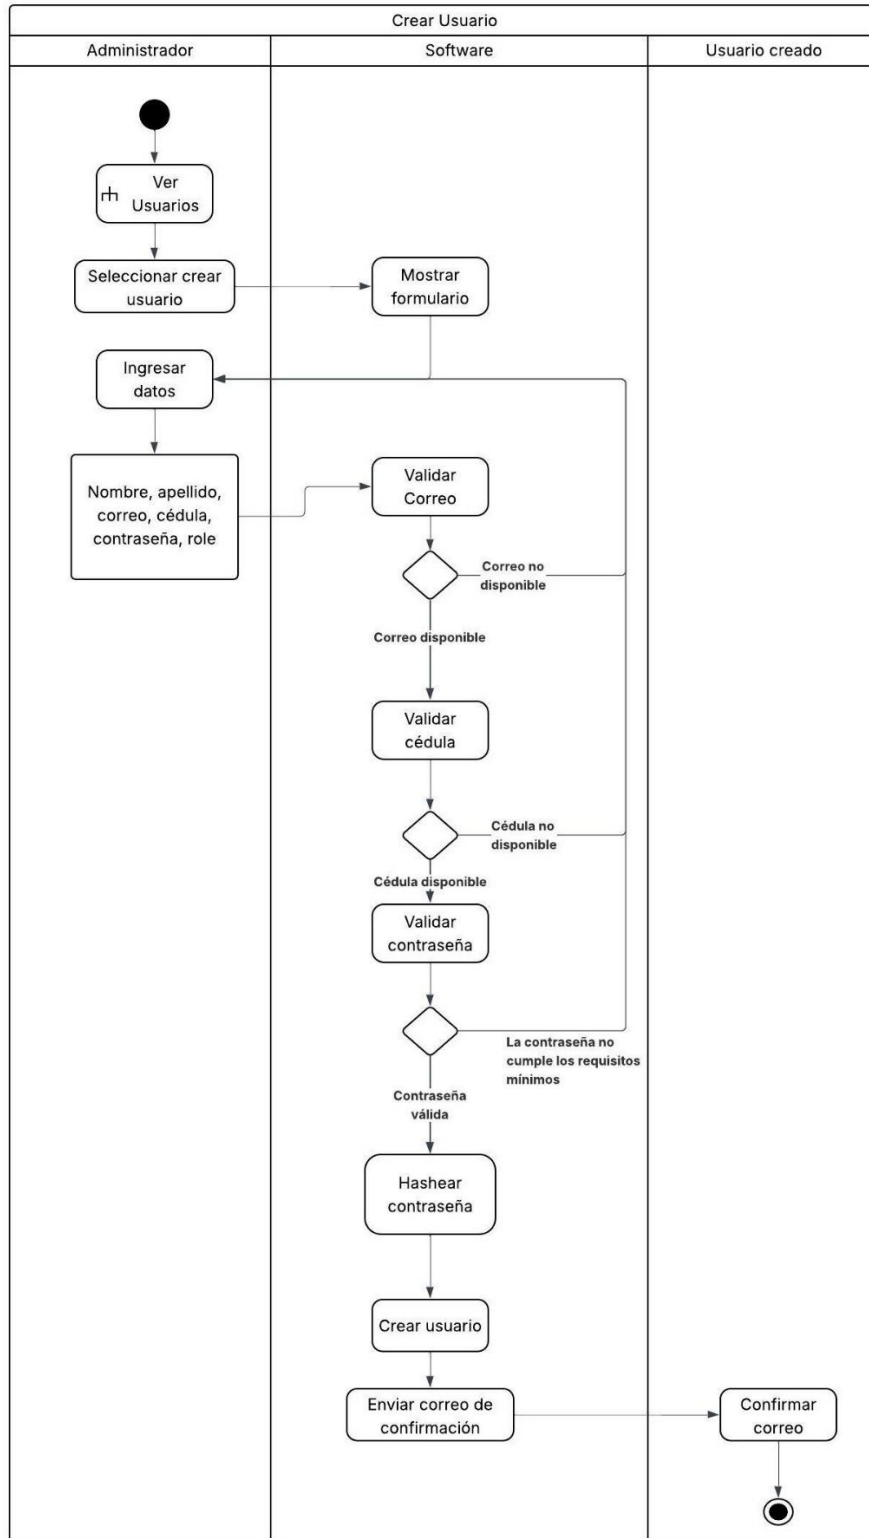 Crear Usuario
Administrador
Software
Usuario creado
Ver
Usuarios
Seleccionar crear
usuario
Mostrar
formulario
Ingresar
datos
Nombre, apellido,
correo, cédula,
contraseña, role
Validar
Correo
Correo no
disponible
Correo disponible
Validar
cédula
Cédula no
disponible
Cédula disponible
Validar
contraseña
La contraseña no
cumple los requisitos
mínimos
Contraseña
válida
Hashear
contraseña
Crear usuario
Enviar correo de
confirmación
Confirmar
correo